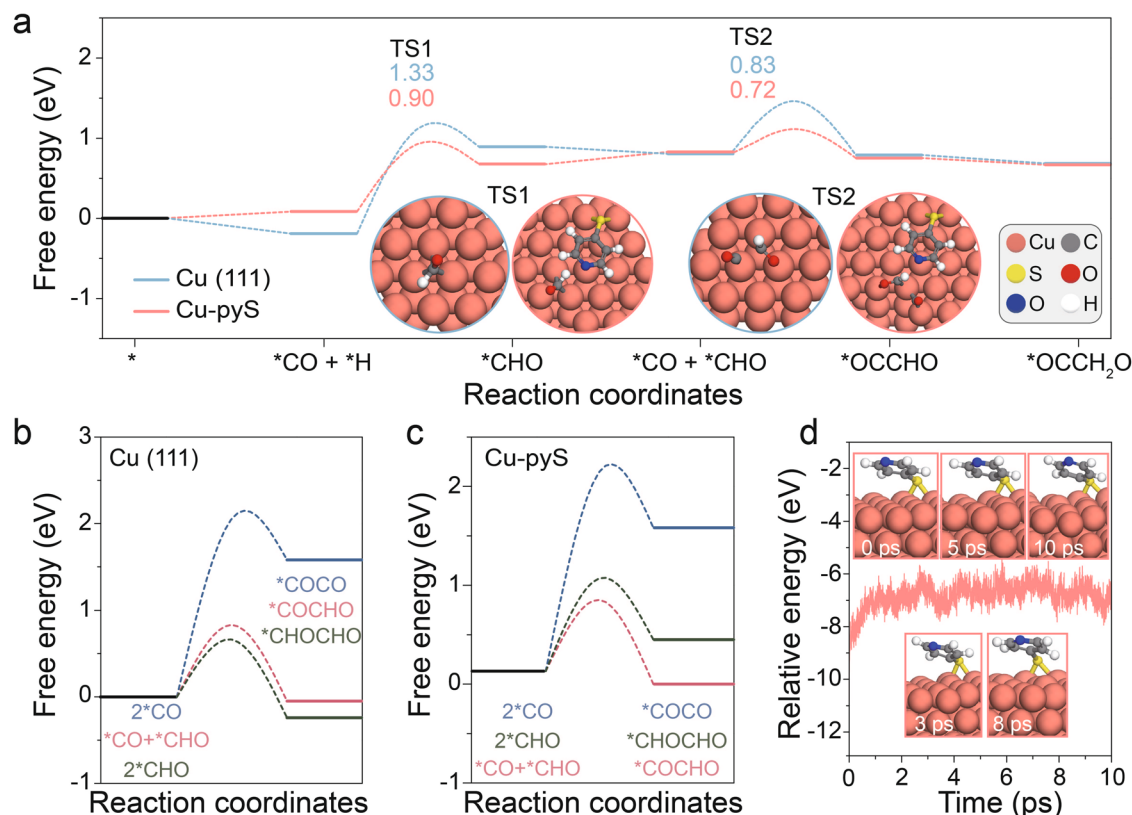 a
Free energy (eV)
2
1
0
-1
TS1
1.33
0.90
TS2
0.83
0.72
TS1
TS2
Cu (111)
Cu-pyS
Cu
C
S
O
O
H
*
*CO + *H
*CHO
*CO + *CHO
*OCCHO
*OCCH₂O
Reaction coordinates
b
Free energy (eV)
3
2
1
0
-1
Cu (111)
*COCO
*COCHO
*CHOCHO
2*CO
*CO+*CHO
2*CHO
Reaction coordinates
c
Free energy (eV)
2
1
0
-1
Cu-pyS
2*CO
2*CHO
*CO+*CHO
*COCO
*CHOCHO
*COCHO
Reaction coordinates
d
Relative energy (eV)
-2
-4
-6
-8
-10
-12
0 ps
5 ps
10 ps
3 ps
8 ps
0
2
4
6
8
10
Time (ps)